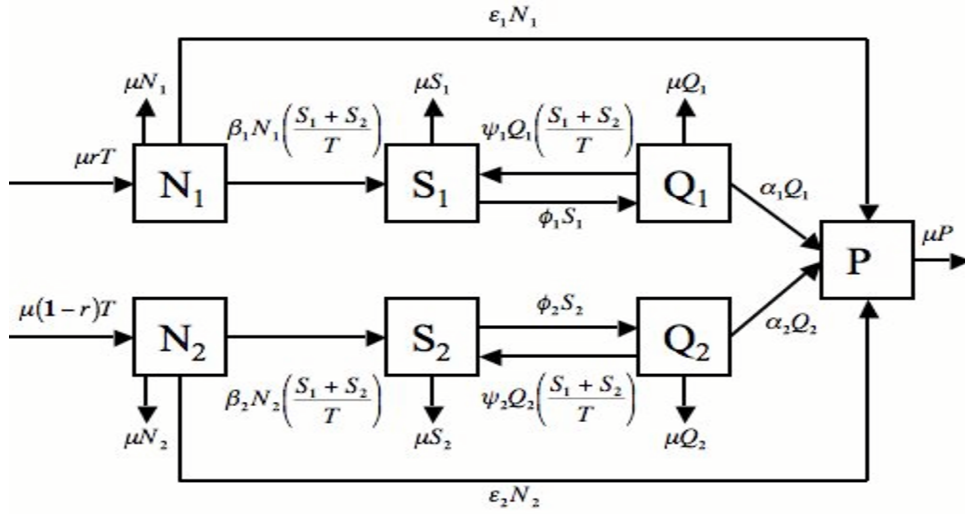 ε₁N₁
μN₁ μS₁ μQ₁
β₁N₁((S₁ + S₂)/T) ψ₁Q₁((S₁ + S₂)/T)
μrT N₁ S₁ Q₁ α₁Q₁
ϕ₁S₁
P μP
μ(1 − r)T ϕ₂S₂ α₂Q₂
N₂ S₂ Q₂
β₂N₂((S₁ + S₂)/T) ψ₂Q₂((S₁ + S₂)/T)
μN₂ μS₂ μQ₂
ε₂N₂